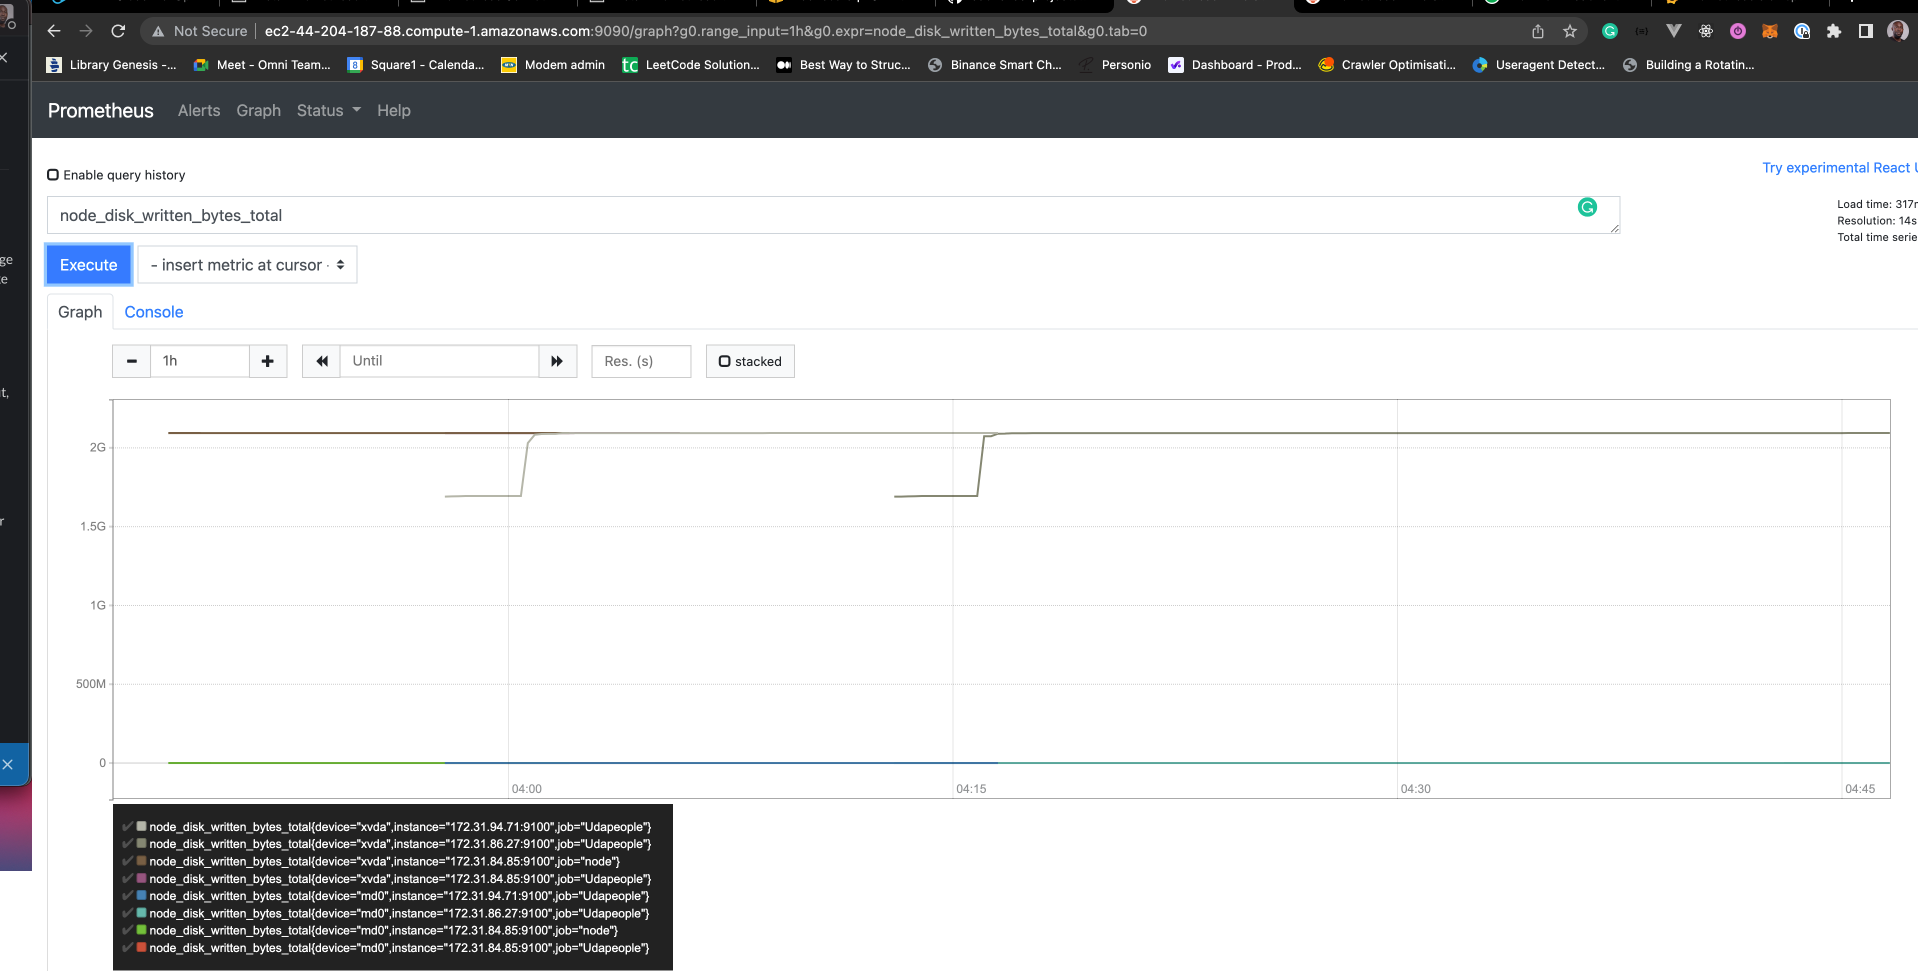 Not Secure ec2-44-204-187-88.compute-1.amazonaws.com:9090/graph?g0.range_input=1h&g0.expr=node_disk_written_bytes_total&g0.tab=0
Library Genesis -... Meet - Omni Team... 8 Square1 - Calenda... Modem admin tc LeetCode Solution... Best Way to Struc... Binance Smart Ch... Personio Dashboard - Prod... Crawler Optimisati... Useragent Detect... Building a Rotatin...
Prometheus Alerts Graph Status Help
Enable query history
Try experimental React U
node_disk_written_bytes_total
Load time: 317m
Resolution: 14s
Total time serie
Execute - insert metric at cursor -
ge
te
Graph Console
1h Until Res. (s) stacked
t,
r
2G
1.5G
1G
500M
0
04:00 04:15 04:30 04:45
node_disk_written_bytes_total{device="xvda",instance="172.31.94.71:9100",job="Udapeople"}
node_disk_written_bytes_total{device="xvda",instance="172.31.86.27:9100",job="Udapeople"}
node_disk_written_bytes_total{device="xvda",instance="172.31.84.85:9100",job="node"}
node_disk_written_bytes_total{device="xvda",instance="172.31.84.85:9100",job="Udapeople"}
node_disk_written_bytes_total{device="md0",instance="172.31.94.71:9100",job="Udapeople"}
node_disk_written_bytes_total{device="md0",instance="172.31.86.27:9100",job="Udapeople"}
node_disk_written_bytes_total{device="md0",instance="172.31.84.85:9100",job="node"}
node_disk_written_bytes_total{device="md0",instance="172.31.84.85:9100",job="Udapeople"}